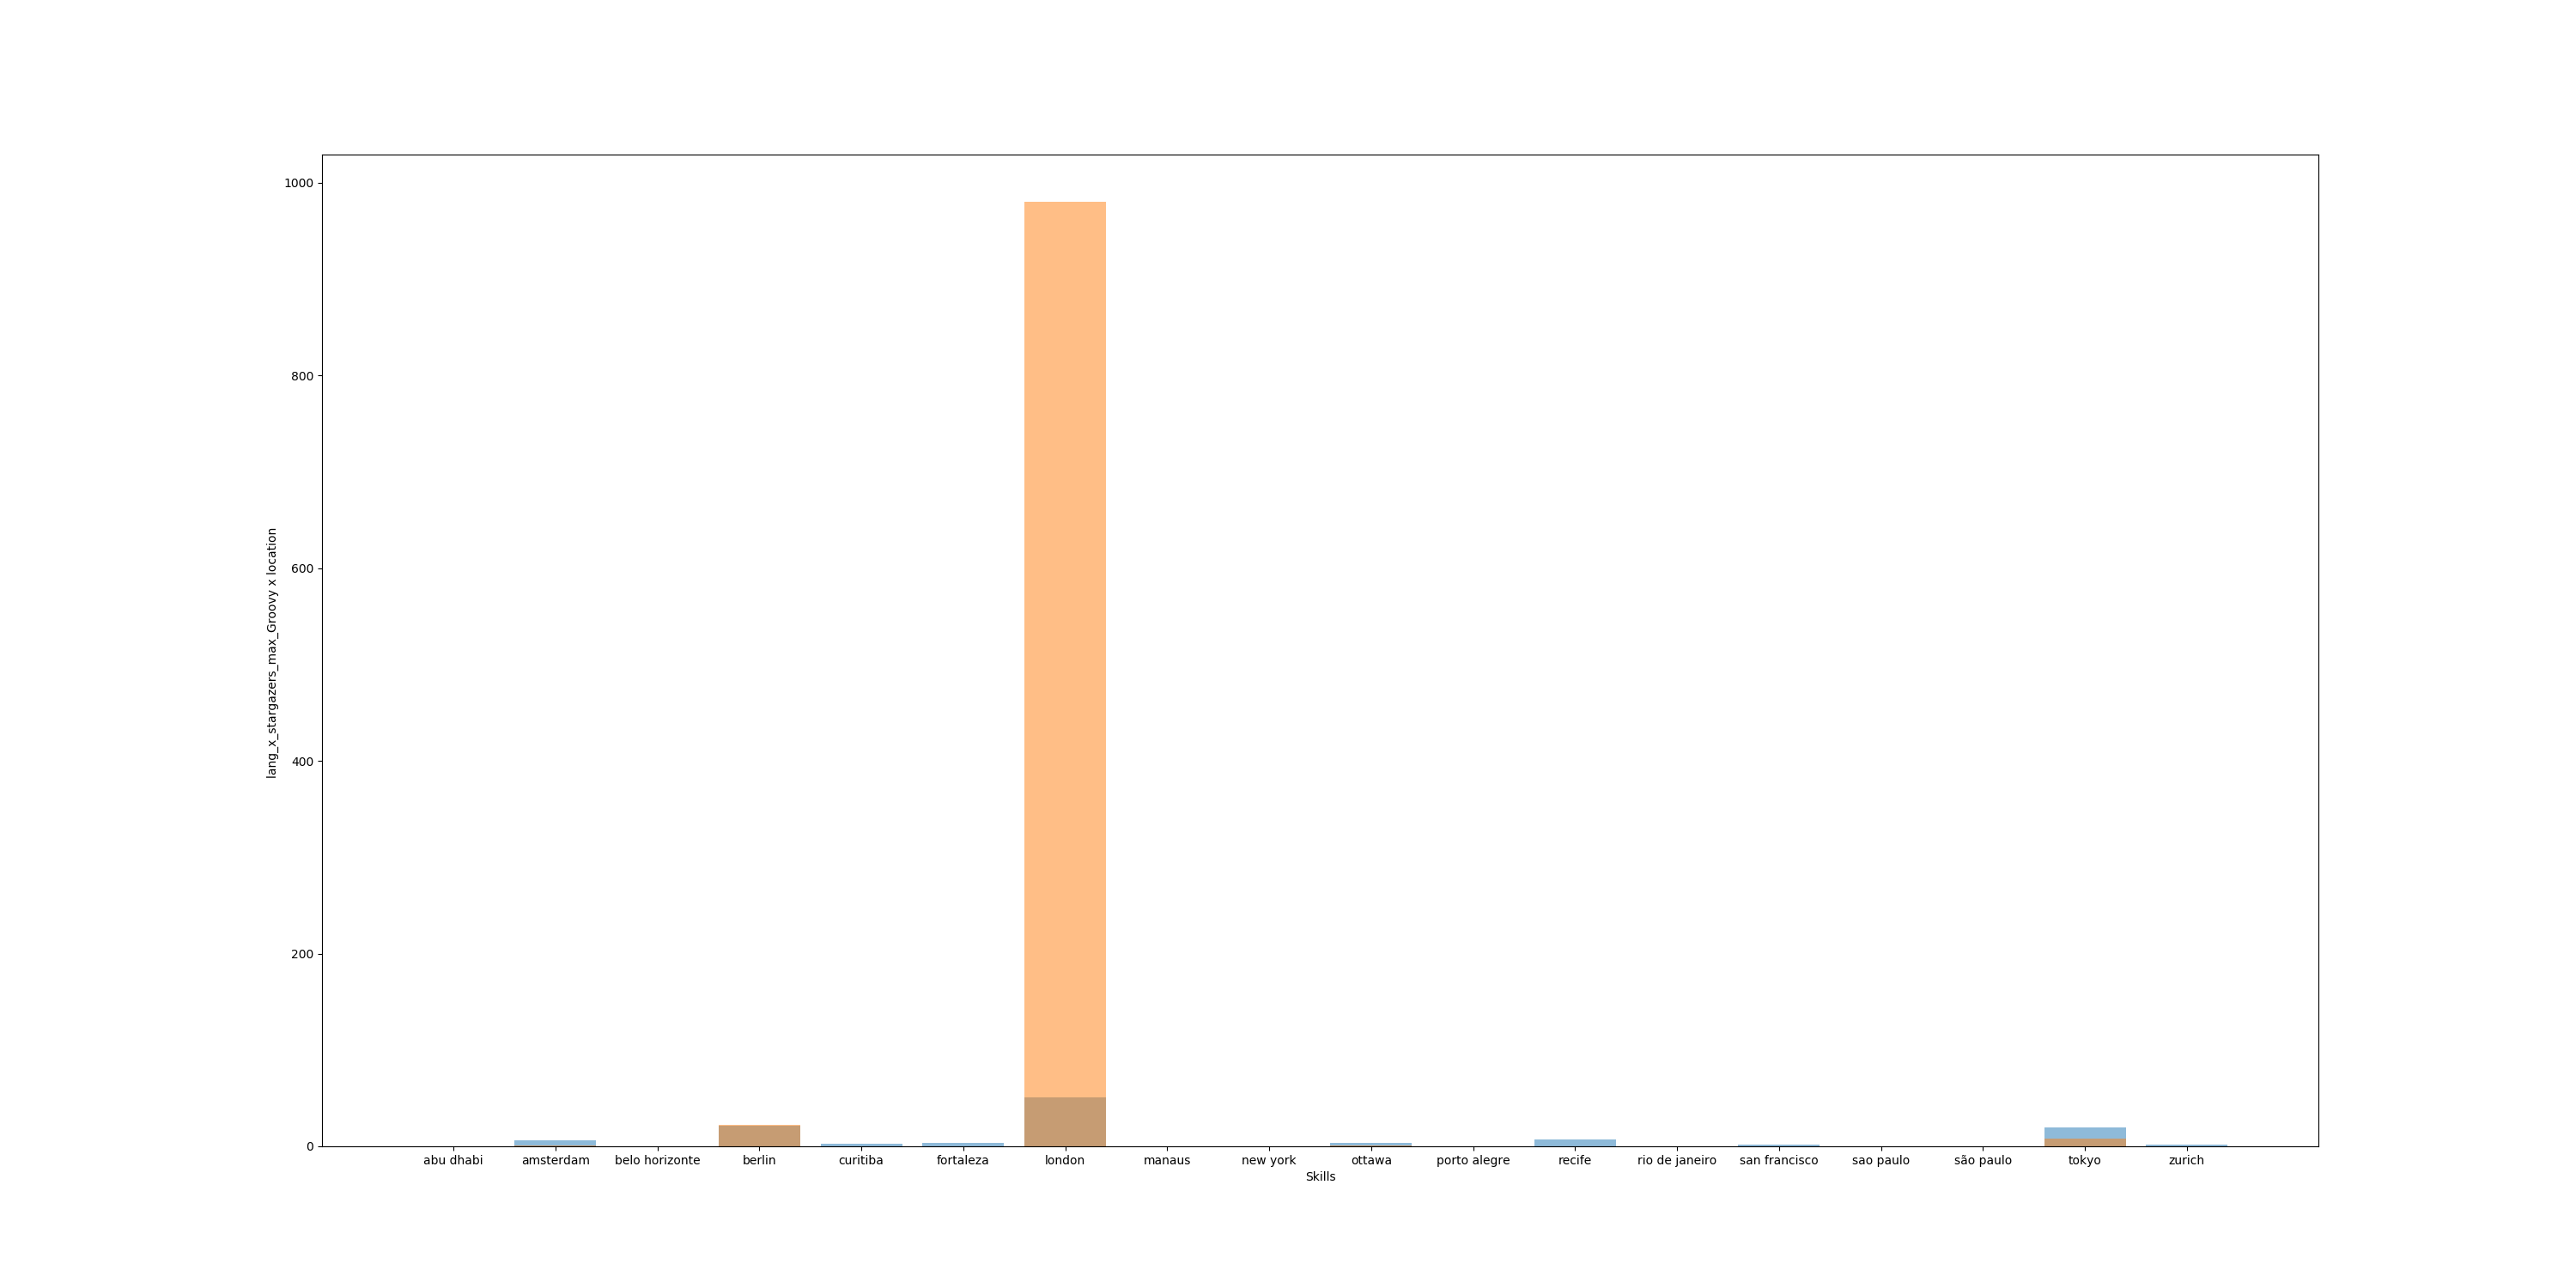 1000
800
600
400
200
0
lang_x_stargazers_max_Groovy x location
abu dhabi amsterdam belo horizonte berlin curitiba fortaleza london manaus new york ottawa porto alegre recife rio de janeiro san francisco sao paulo são paulo tokyo zurich
Skills